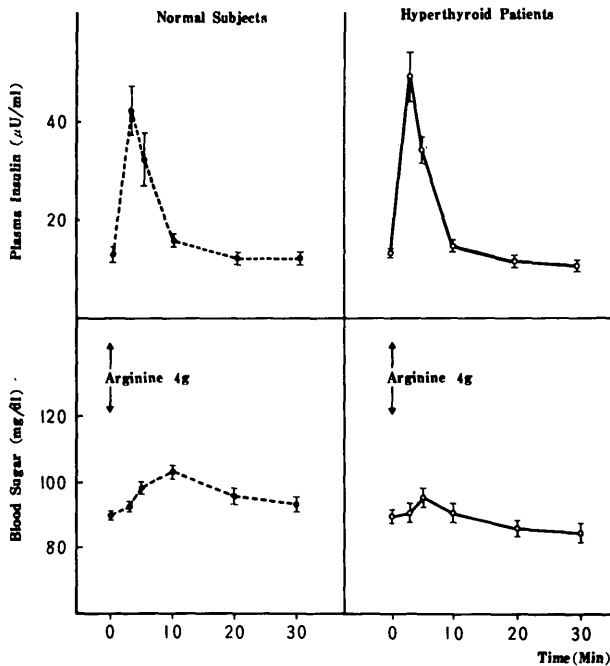 Normal Subjects
Hyperthyroid Patients
Plasma Insulin (μU/ml)
40
20
Arginine 4g
Arginine 4g
Blood Sugar (mg/dl)
120
100
80
0 10 20 30
0 10 20 30
Time(Min)